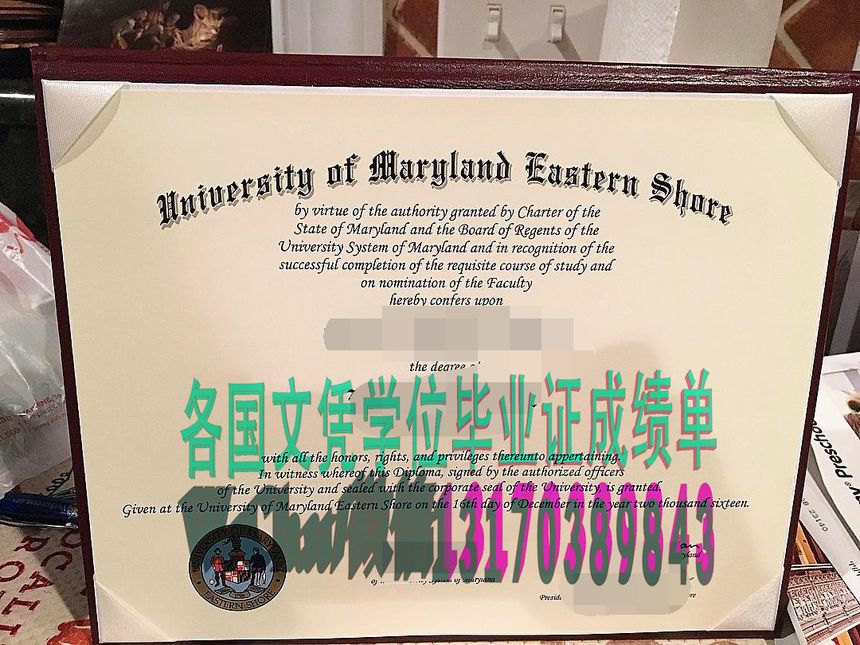 University of Maryland Eastern Shore
by virtue of the authority granted by Charter of the
State of Maryland and the Board of Regents of the
University System of Maryland and in recognition of the
successful completion of the requisite course of study and
on nomination of the Faculty
hereby confers upon
the degree of
各国文凭学位毕业证成绩单
with all the honors, rights, and privileges thereunto appertaining.
In witness whereof this Diploma, signed by the authorized officers
of the University and sealed with the corporate seal of the University, is granted.
Given at the University of Maryland Eastern Shore on the 16th day of December in the year two thousand sixteen.
13170389843
EASTERN SHORE
Preschool